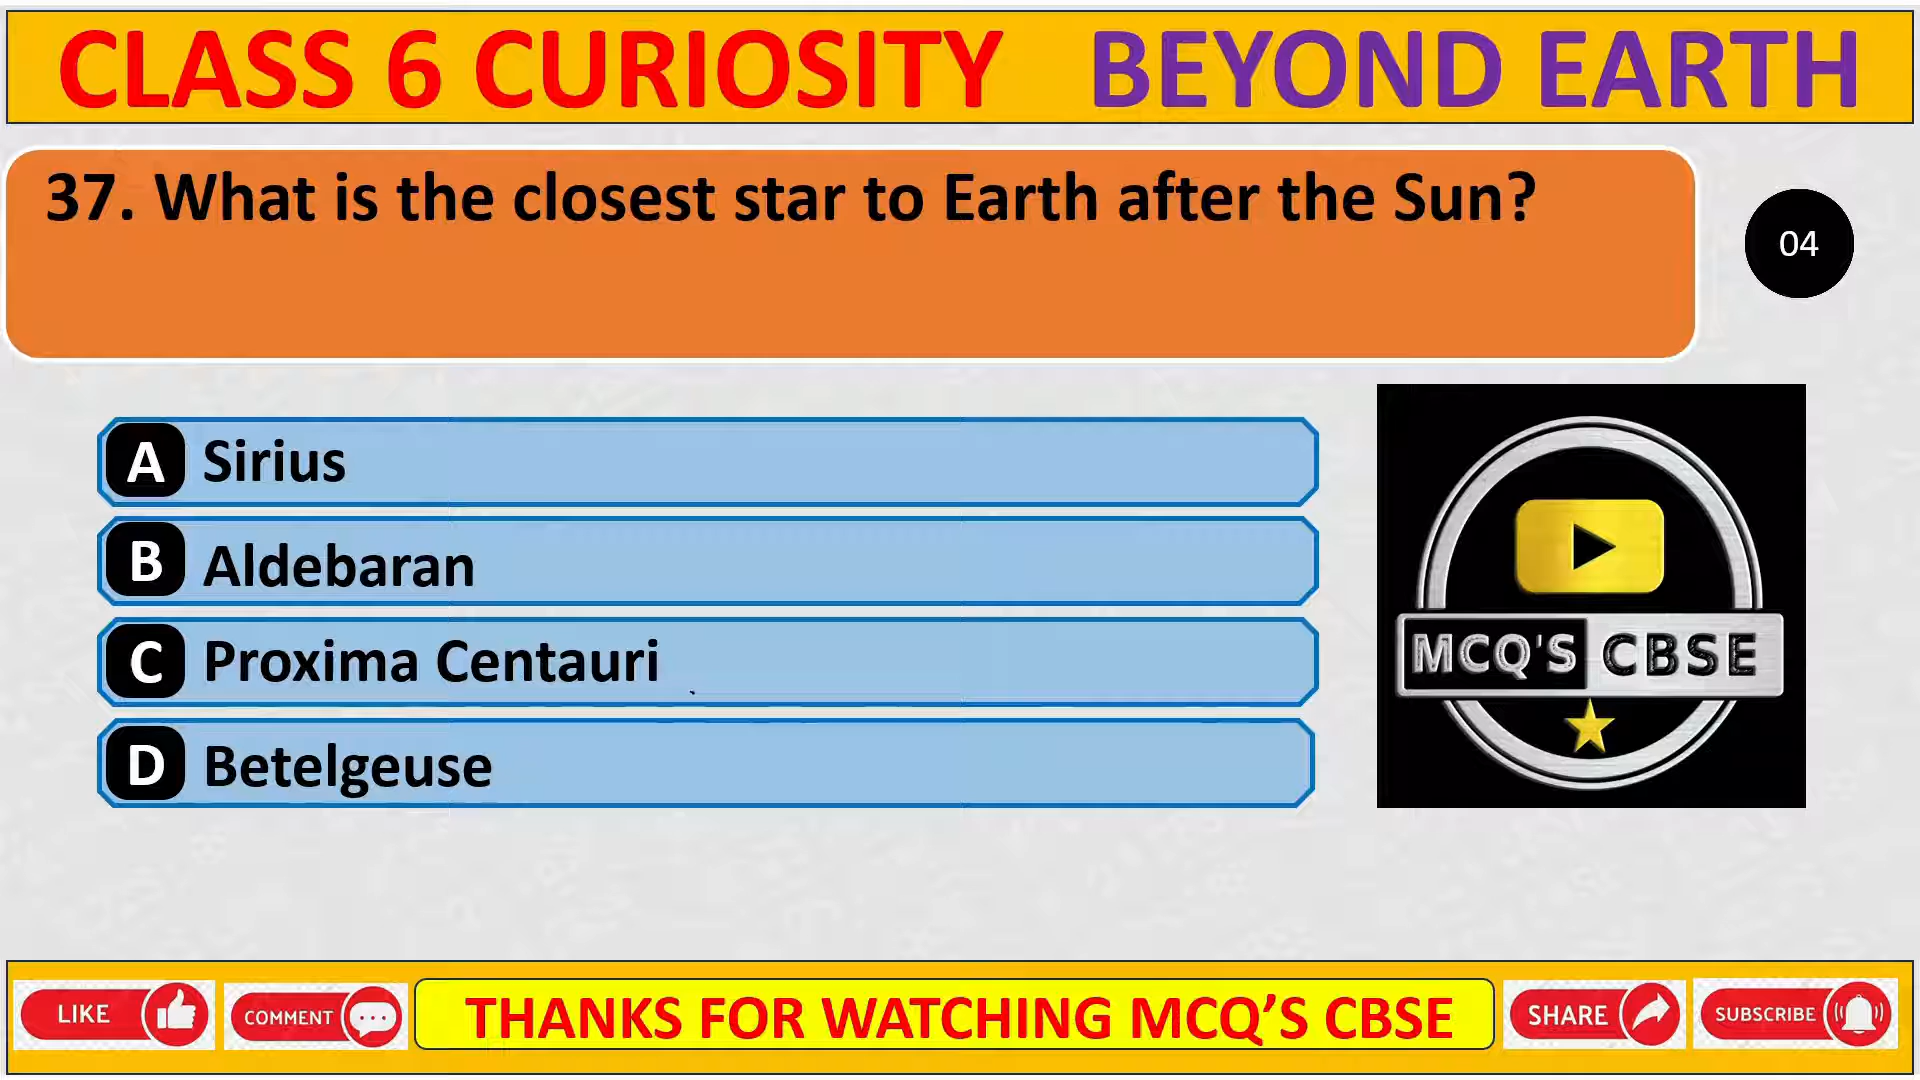 CLASS 6 CURIOSITY BEYOND EARTH
37. What is the closest star to Earth after the Sun?
04
A Sirius
B Aldebaran
C Proxima Centauri
D Betelgeuse
MCQ'S CBSE
LIKE
COMMENT
THANKS FOR WATCHING MCQ’S CBSE
SHARE
SUBSCRIBE